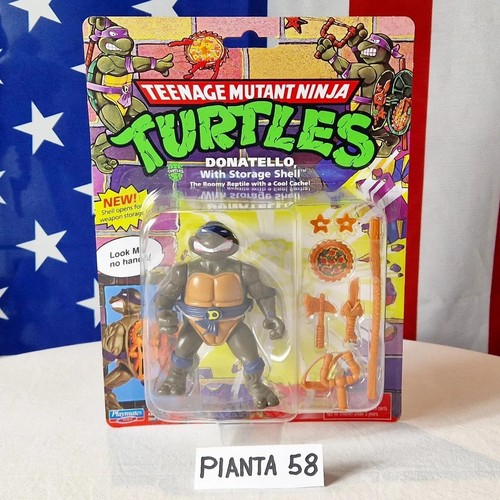 TEENAGE MUTANT NINJA
TURTLES
DONATELLO
With Storage Shell
The Roomy Reptile with a Cool Cache!
NEW!
Shell opens for
weapon storage
Look M
no hand
D
Playmates
PIANTA 58